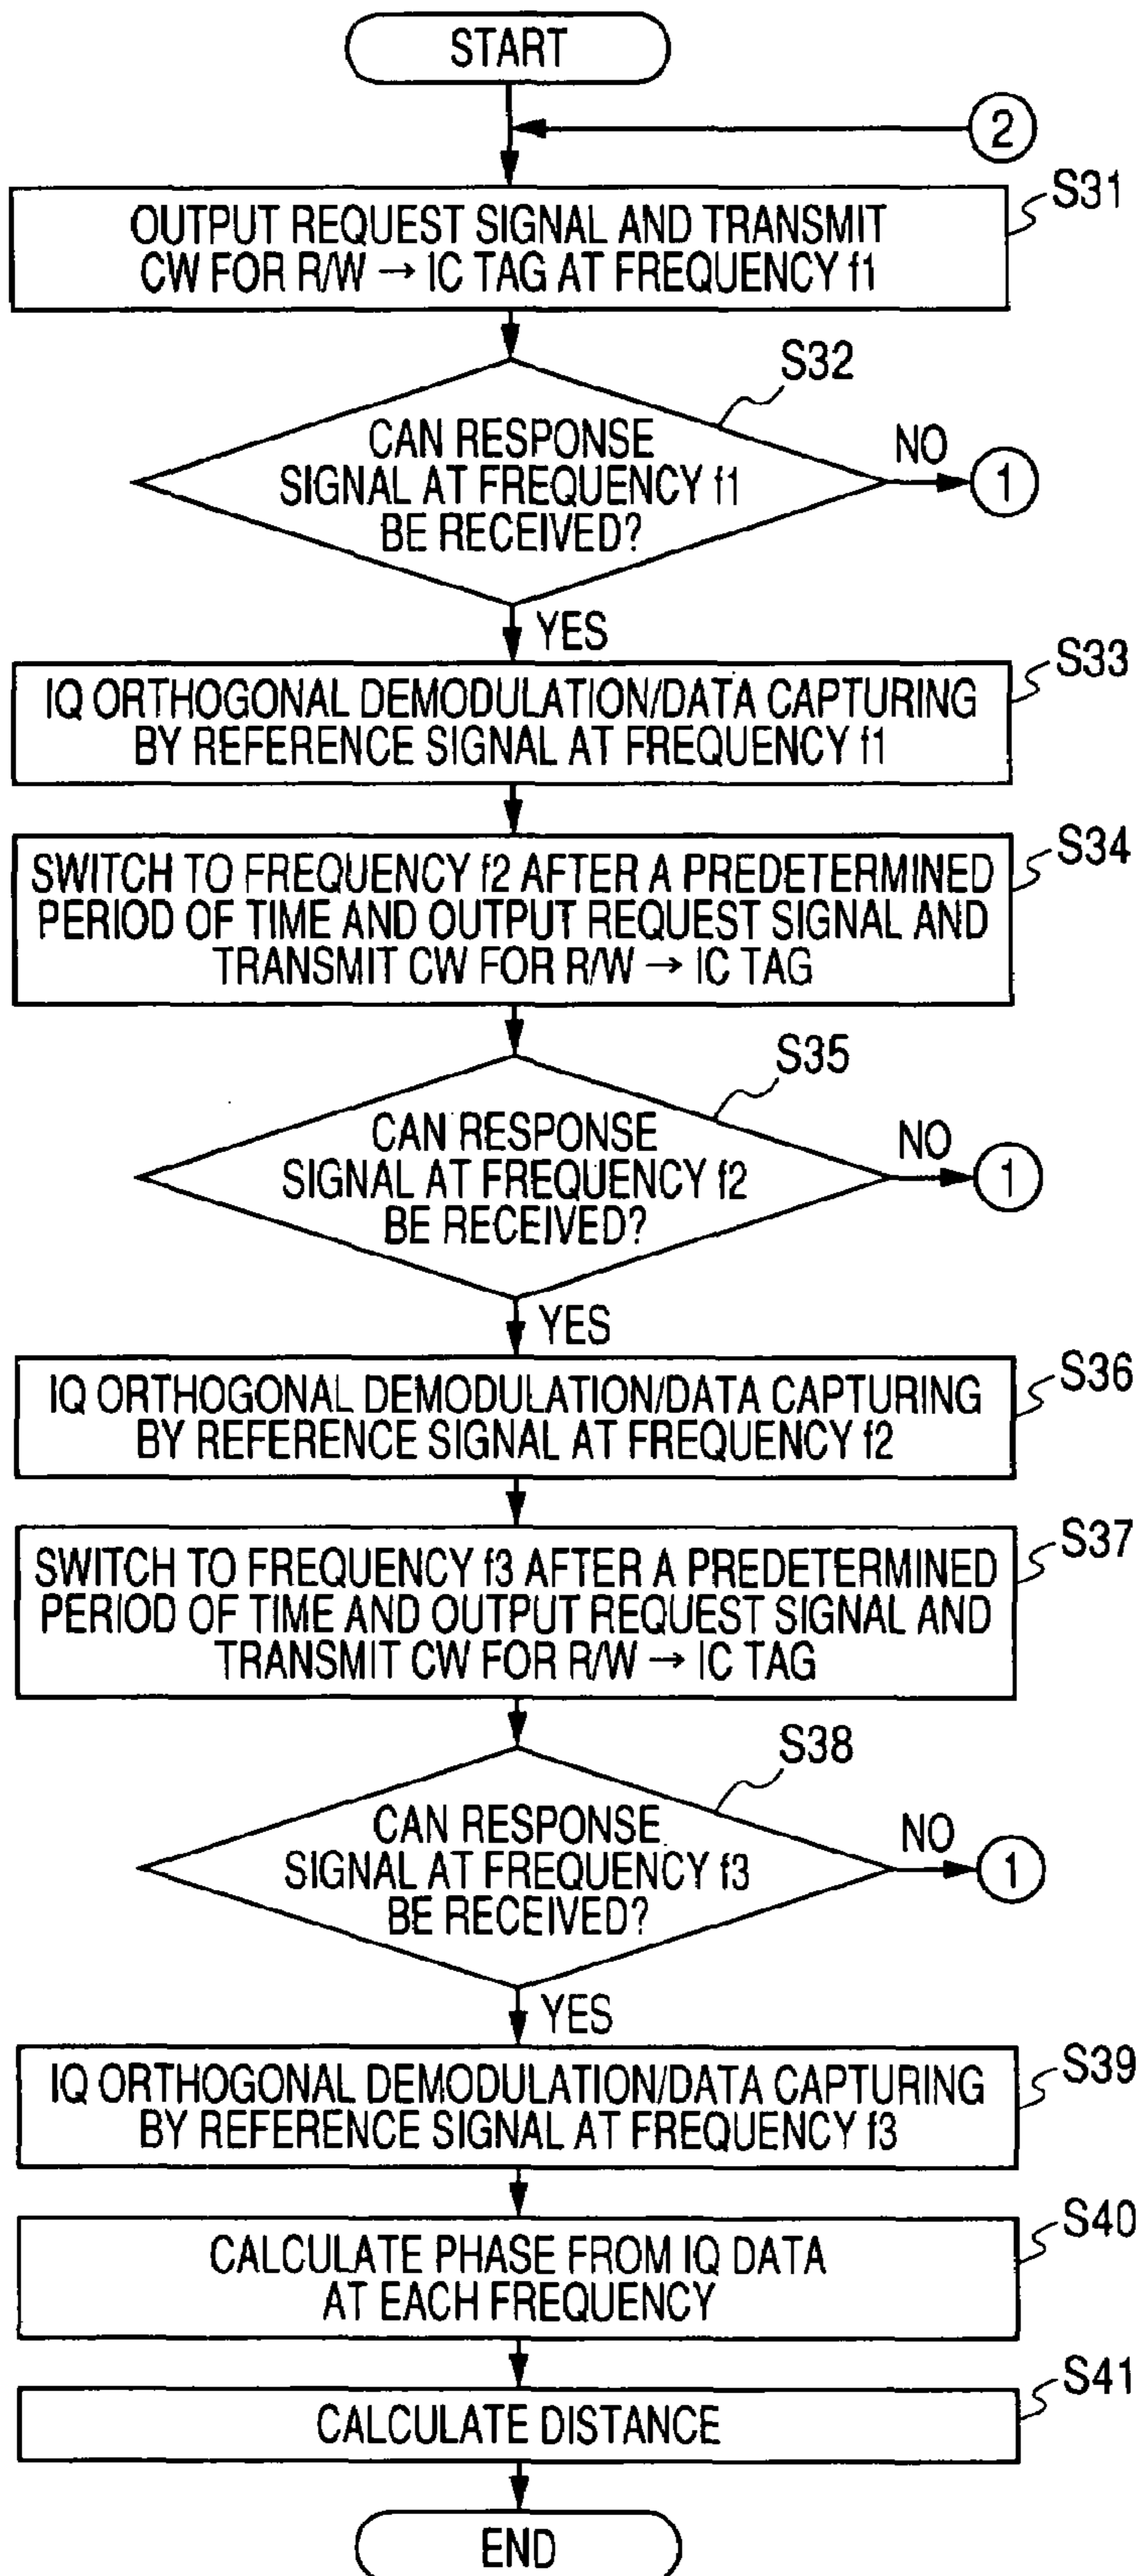 START
2
S31
OUTPUT REQUEST SIGNAL AND TRANSMIT
CW FOR R/W → IC TAG AT FREQUENCY f1
S32
CAN RESPONSE
SIGNAL AT FREQUENCY f1
BE RECEIVED?
NO
1
YES
S33
IQ ORTHOGONAL DEMODULATION/DATA CAPTURING
BY REFERENCE SIGNAL AT FREQUENCY f1
S34
SWITCH TO FREQUENCY f2 AFTER A PREDETERMINED
PERIOD OF TIME AND OUTPUT REQUEST SIGNAL AND
TRANSMIT CW FOR R/W → IC TAG
S35
CAN RESPONSE
SIGNAL AT FREQUENCY f2
BE RECEIVED?
NO
1
YES
S36
IQ ORTHOGONAL DEMODULATION/DATA CAPTURING
BY REFERENCE SIGNAL AT FREQUENCY f2
S37
SWITCH TO FREQUENCY f3 AFTER A PREDETERMINED
PERIOD OF TIME AND OUTPUT REQUEST SIGNAL AND
TRANSMIT CW FOR R/W → IC TAG
S38
CAN RESPONSE
SIGNAL AT FREQUENCY f3
BE RECEIVED?
NO
1
YES
S39
IQ ORTHOGONAL DEMODULATION/DATA CAPTURING
BY REFERENCE SIGNAL AT FREQUENCY f3
S40
CALCULATE PHASE FROM IQ DATA
AT EACH FREQUENCY
S41
CALCULATE DISTANCE
END